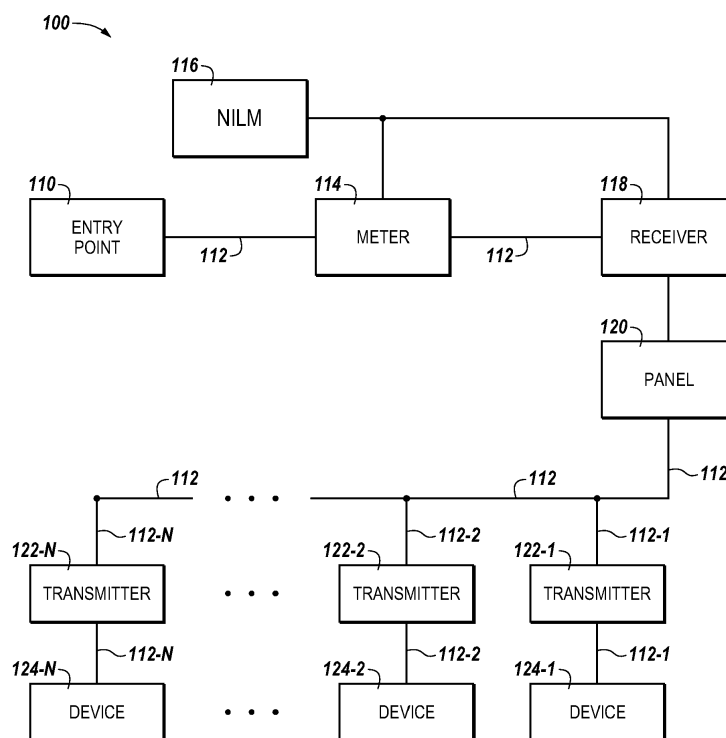 100
116
NILM
110
114
118
ENTRY
POINT
METER
RECEIVER
112
112
120
PANEL
112
112
112
112-N
112-2
112-1
122-N
122-2
122-1
TRANSMITTER
TRANSMITTER
TRANSMITTER
112-N
112-2
112-1
124-N
124-2
124-1
DEVICE
DEVICE
DEVICE